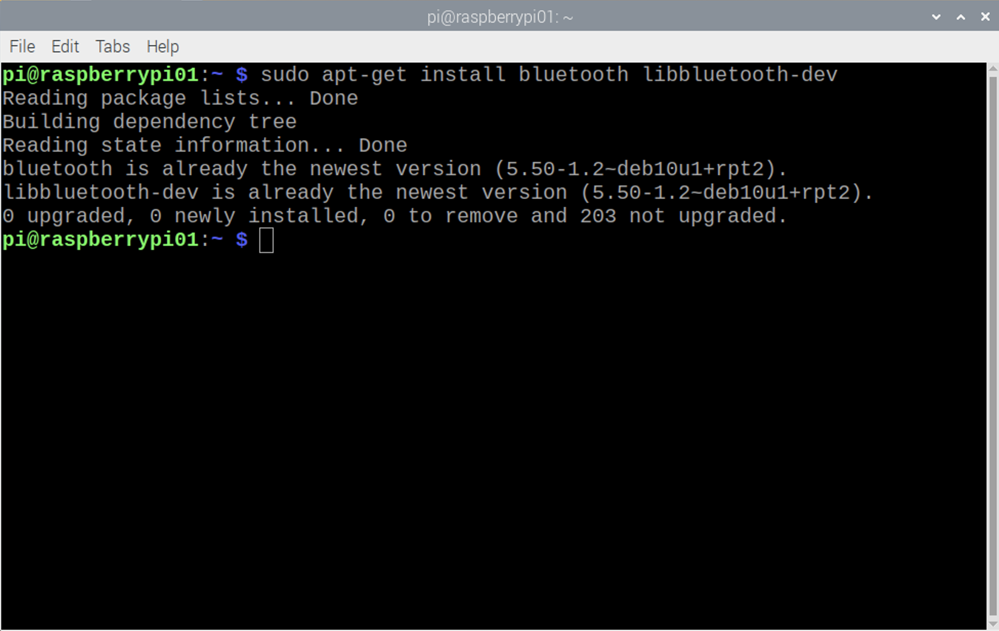 pi@raspberrypi01: ~
File Edit Tabs Help
pi@raspberrypi01:~ $ sudo apt-get install bluetooth libbluetooth-dev
Reading package lists... Done
Building dependency tree
Reading state information... Done
bluetooth is already the newest version (5.50-1.2~deb10u1+rpt2).
libbluetooth-dev is already the newest version (5.50-1.2~deb10u1+rpt2).
0 upgraded, 0 newly installed, 0 to remove and 203 not upgraded.
pi@raspberrypi01:~ $